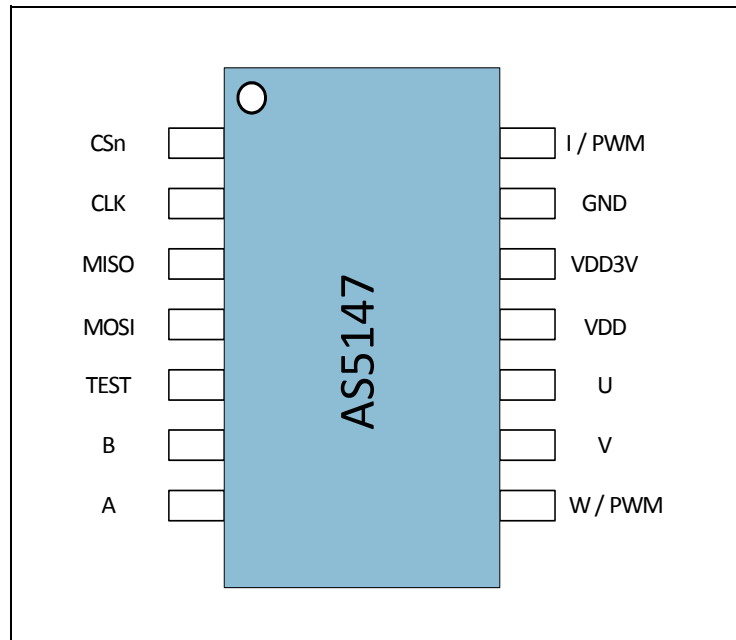 CSn
CLK
MISO
MOSI
TEST
B
A
AS5147
I / PWM
GND
VDD3V
VDD
U
V
W / PWM